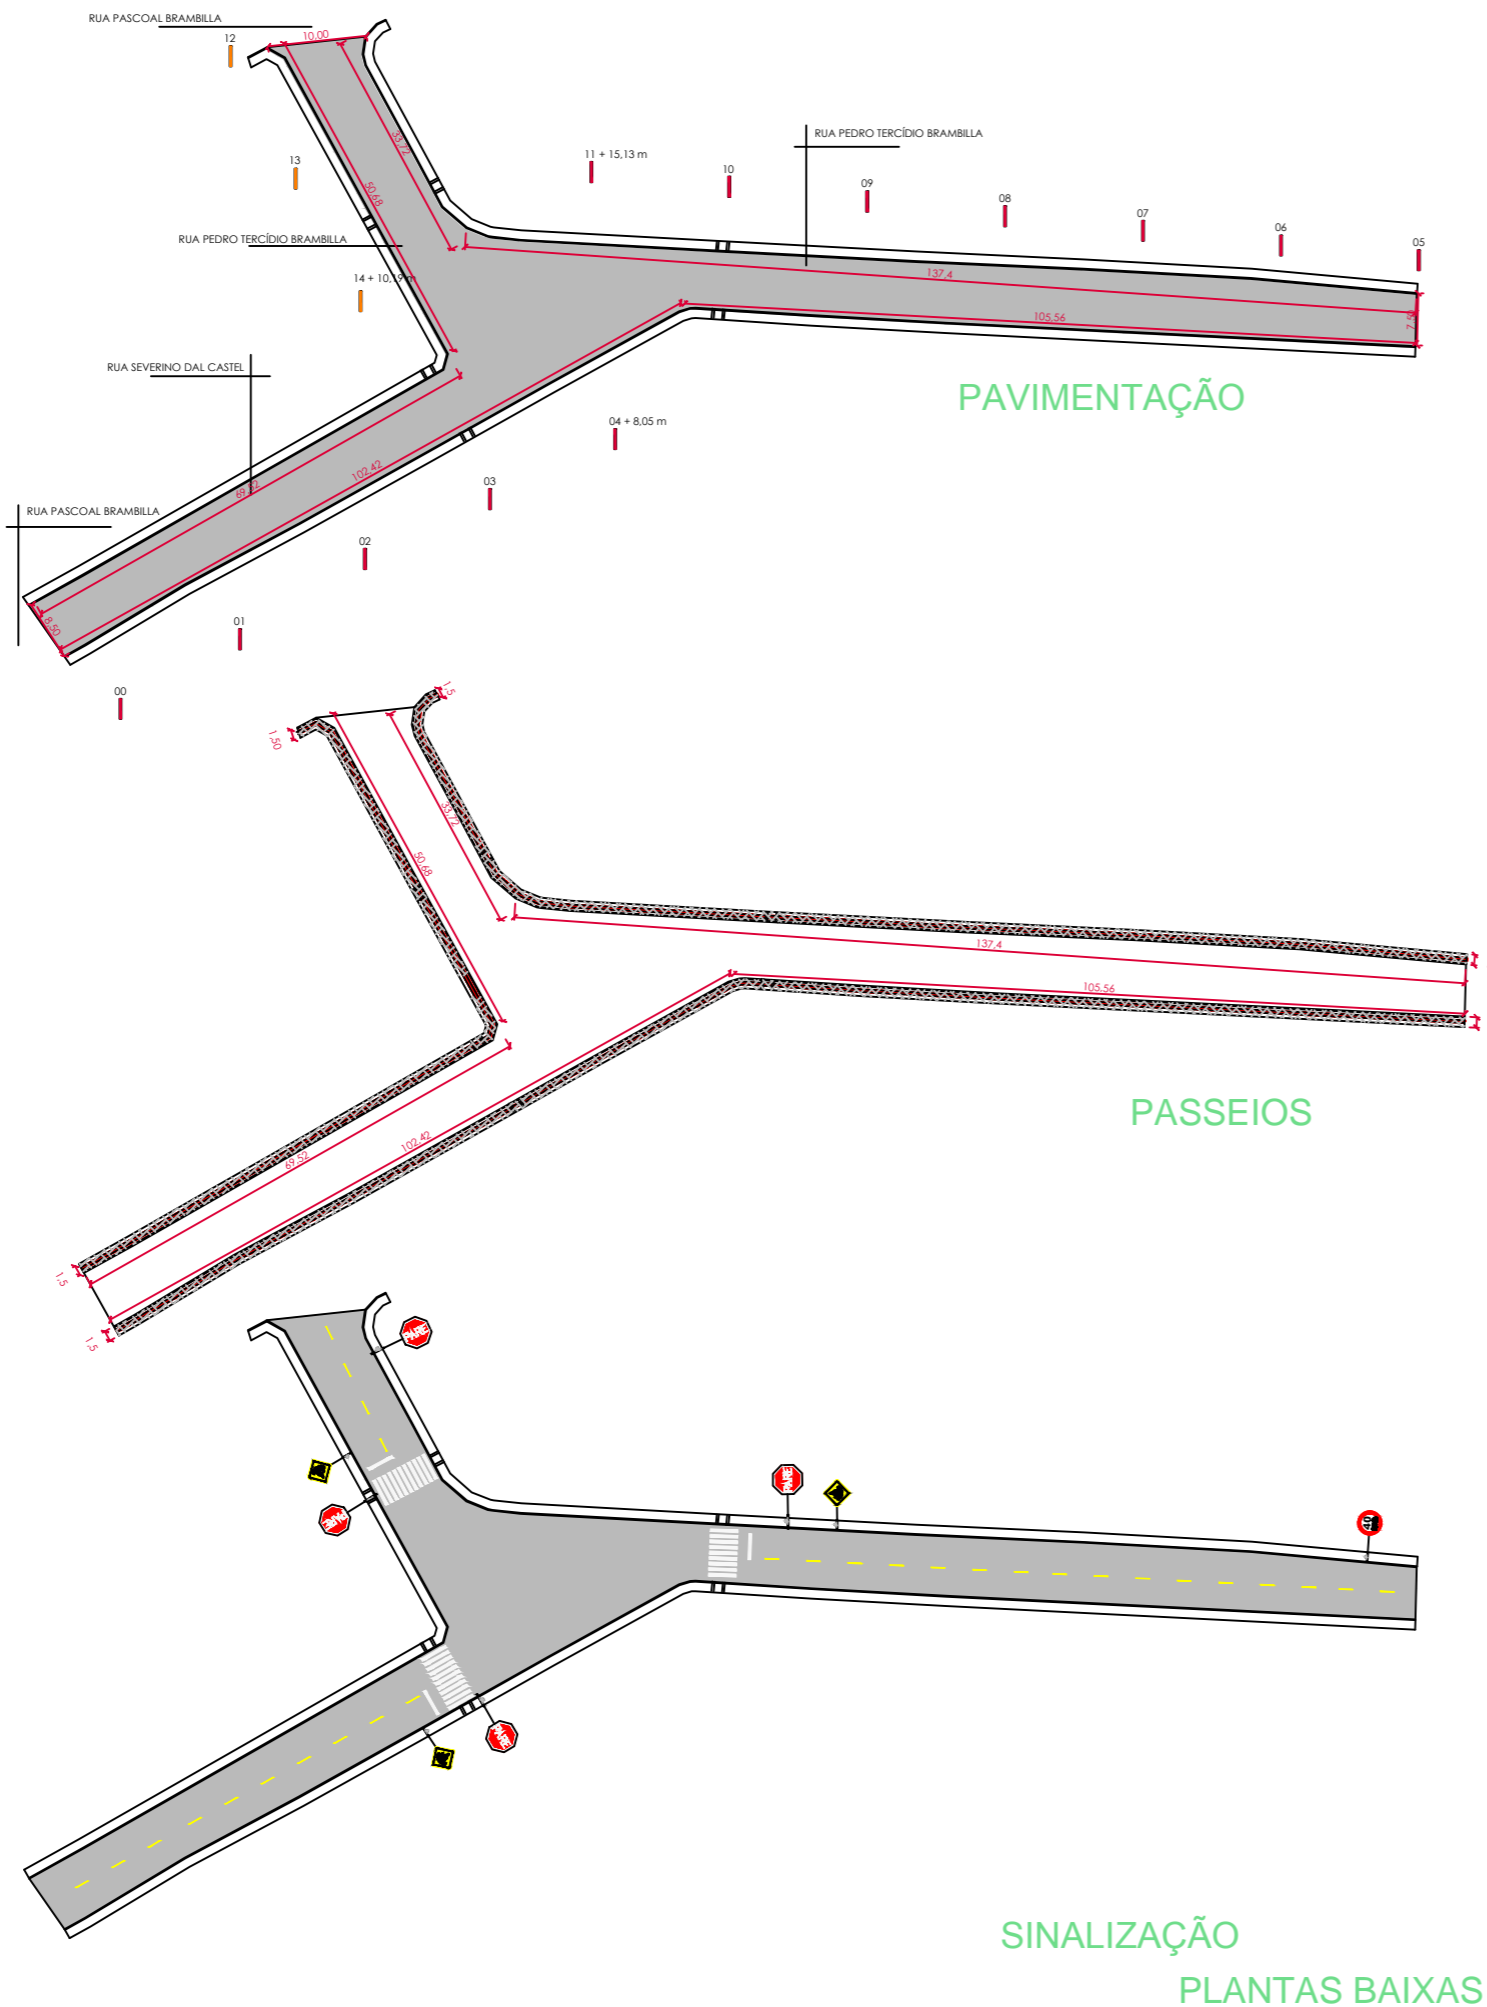 RUA PASCOAL BRAMBILLA
12
10,00
33,72
50,68
13
11 + 15,13 m
10
RUA PEDRO TERCÍDIO BRAMBILLA
09
08
07
06
05
RUA PEDRO TERCÍDIO BRAMBILLA
14 + 10,19 m
137,4
105,56
7,50
RUA SEVERINO DAL CASTEL
PAVIMENTAÇÃO
04 + 8,05 m
102,42
69,52
03
RUA PASCOAL BRAMBILLA
02
8,50
01
00
1,5
1,50
33,72
50,68
137,4
105,56
PASSEIOS
102,42
69,52
1,5
1,5
PARE
PARE
PARE
40
PARE
SINALIZAÇÃO
PLANTAS BAIXAS